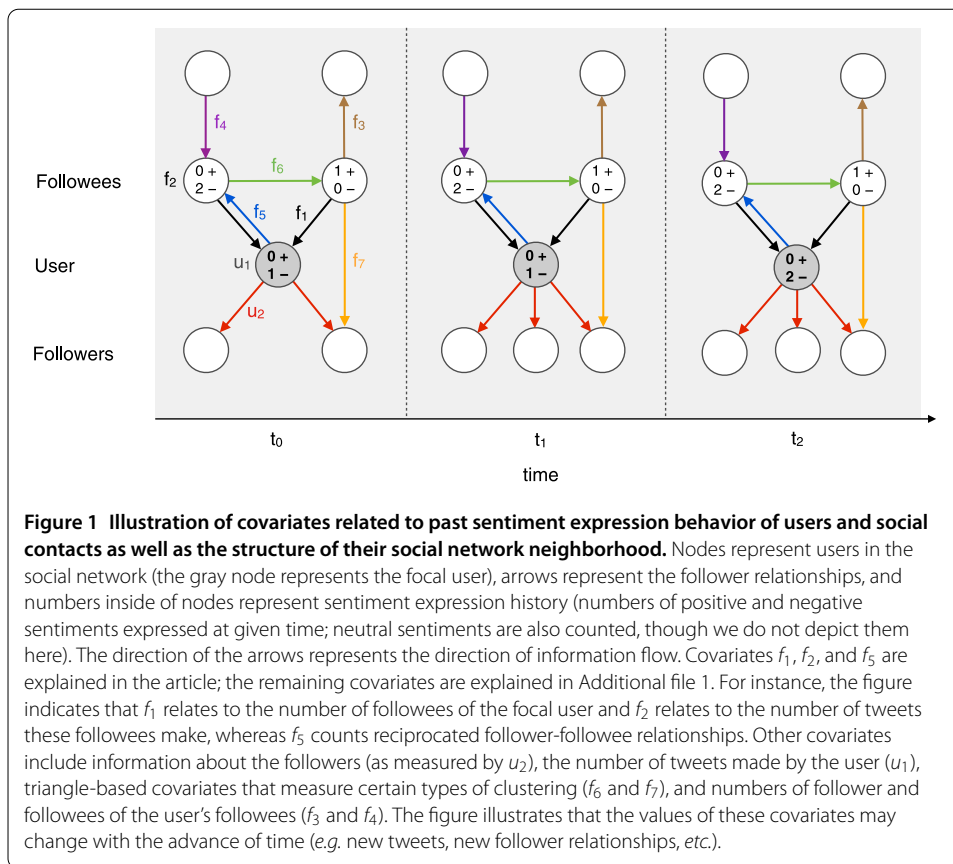 f4
f3
0 +
2 −
f2
f6
1 +
0 −
0 +
2 −
1 +
0 −
0 +
2 −
1 +
0 −
Followees
f5
f1
User
u1
0 +
1 −
f7
0 +
1 −
0 +
2 −
u2
Followers
t0
t1
t2
time
Figure 1 Illustration of covariates related to past sentiment expression behavior of users and social
contacts as well as the structure of their social network neighborhood. Nodes represent users in the
social network (the gray node represents the focal user), arrows represent the follower relationships, and
numbers inside of nodes represent sentiment expression history (numbers of positive and negative
sentiments expressed at given time; neutral sentiments are also counted, though we do not depict them
here). The direction of the arrows represents the direction of information flow. Covariates f1, f2, and f5 are
explained in the article; the remaining covariates are explained in Additional file 1. For instance, the figure
indicates that f1 relates to the number of followees of the focal user and f2 relates to the number of tweets
these followees make, whereas f5 counts reciprocated follower-followee relationships. Other covariates
include information about the followers (as measured by u2), the number of tweets made by the user (u1),
triangle-based covariates that measure certain types of clustering (f6 and f7), and numbers of follower and
followees of the user's followees (f3 and f4). The figure illustrates that the values of these covariates may
change with the advance of time (e.g. new tweets, new follower relationships, etc.).